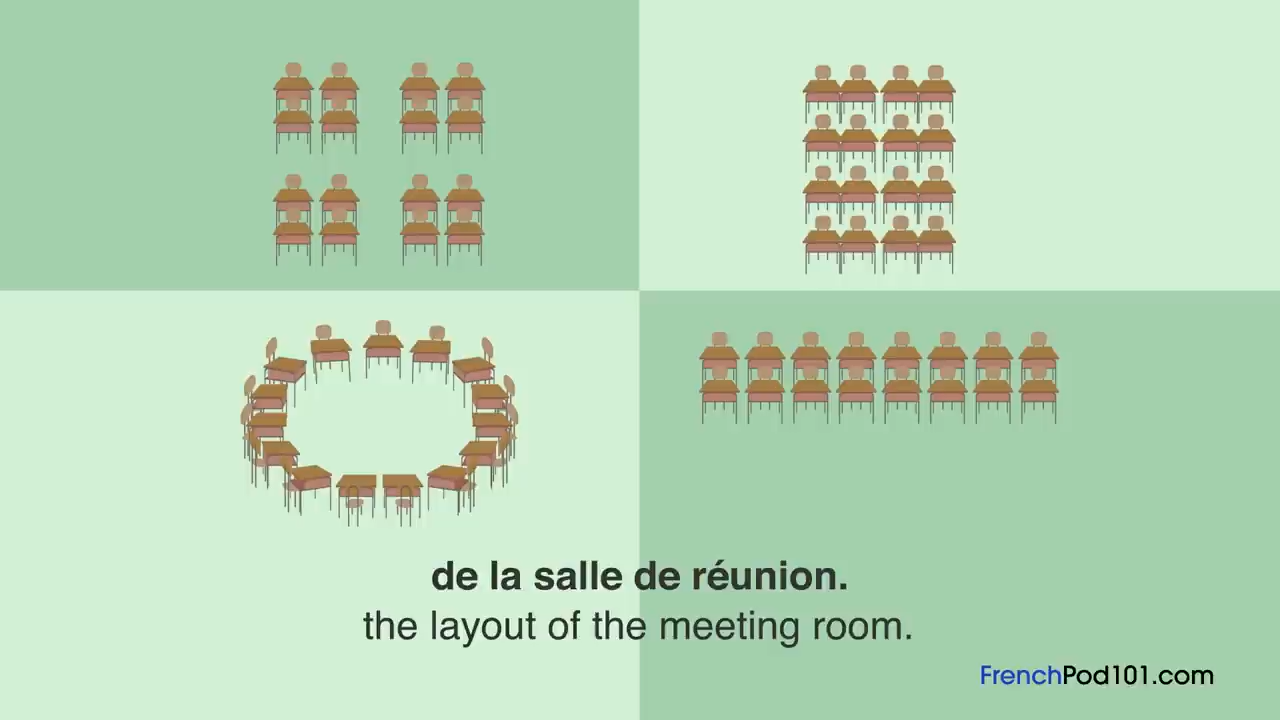 de la salle de réunion.
the layout of the meeting room.
FrenchPod101.com